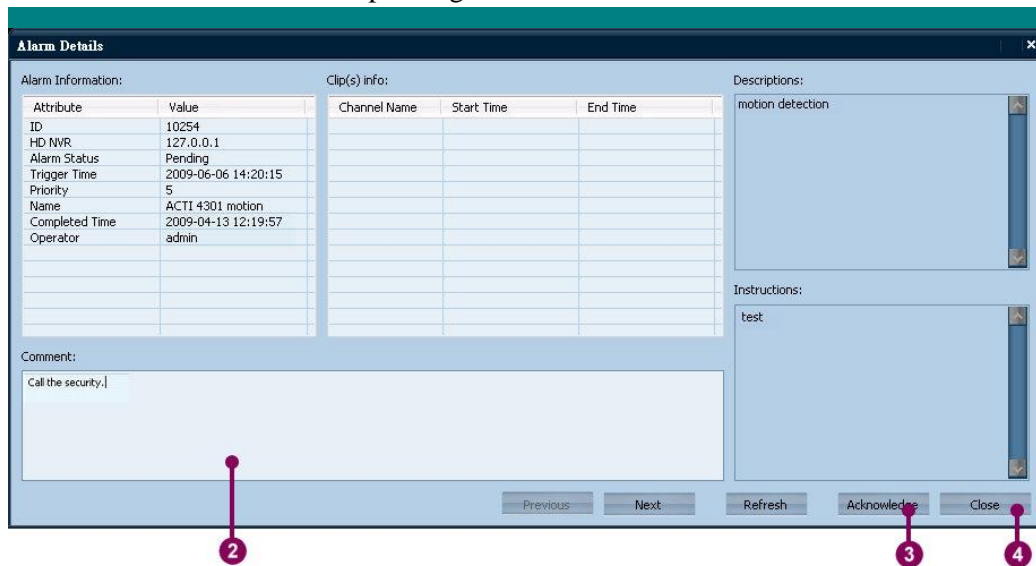 Alarm Details
Alarm Information:
Attribute Value
ID 10254
HD NVR 127.0.0.1
Alarm Status Pending
Trigger Time 2009-06-06 14:20:15
Priority 5
Name ACTI 4301 motion
Completed Time 2009-04-13 12:19:57
Operator admin
Clip(s) info:
Channel Name Start Time End Time
Descriptions:
motion detection
Instructions:
test
Comment:
Call the security.
Previous Next Refresh Acknowledge Close
2 3 4